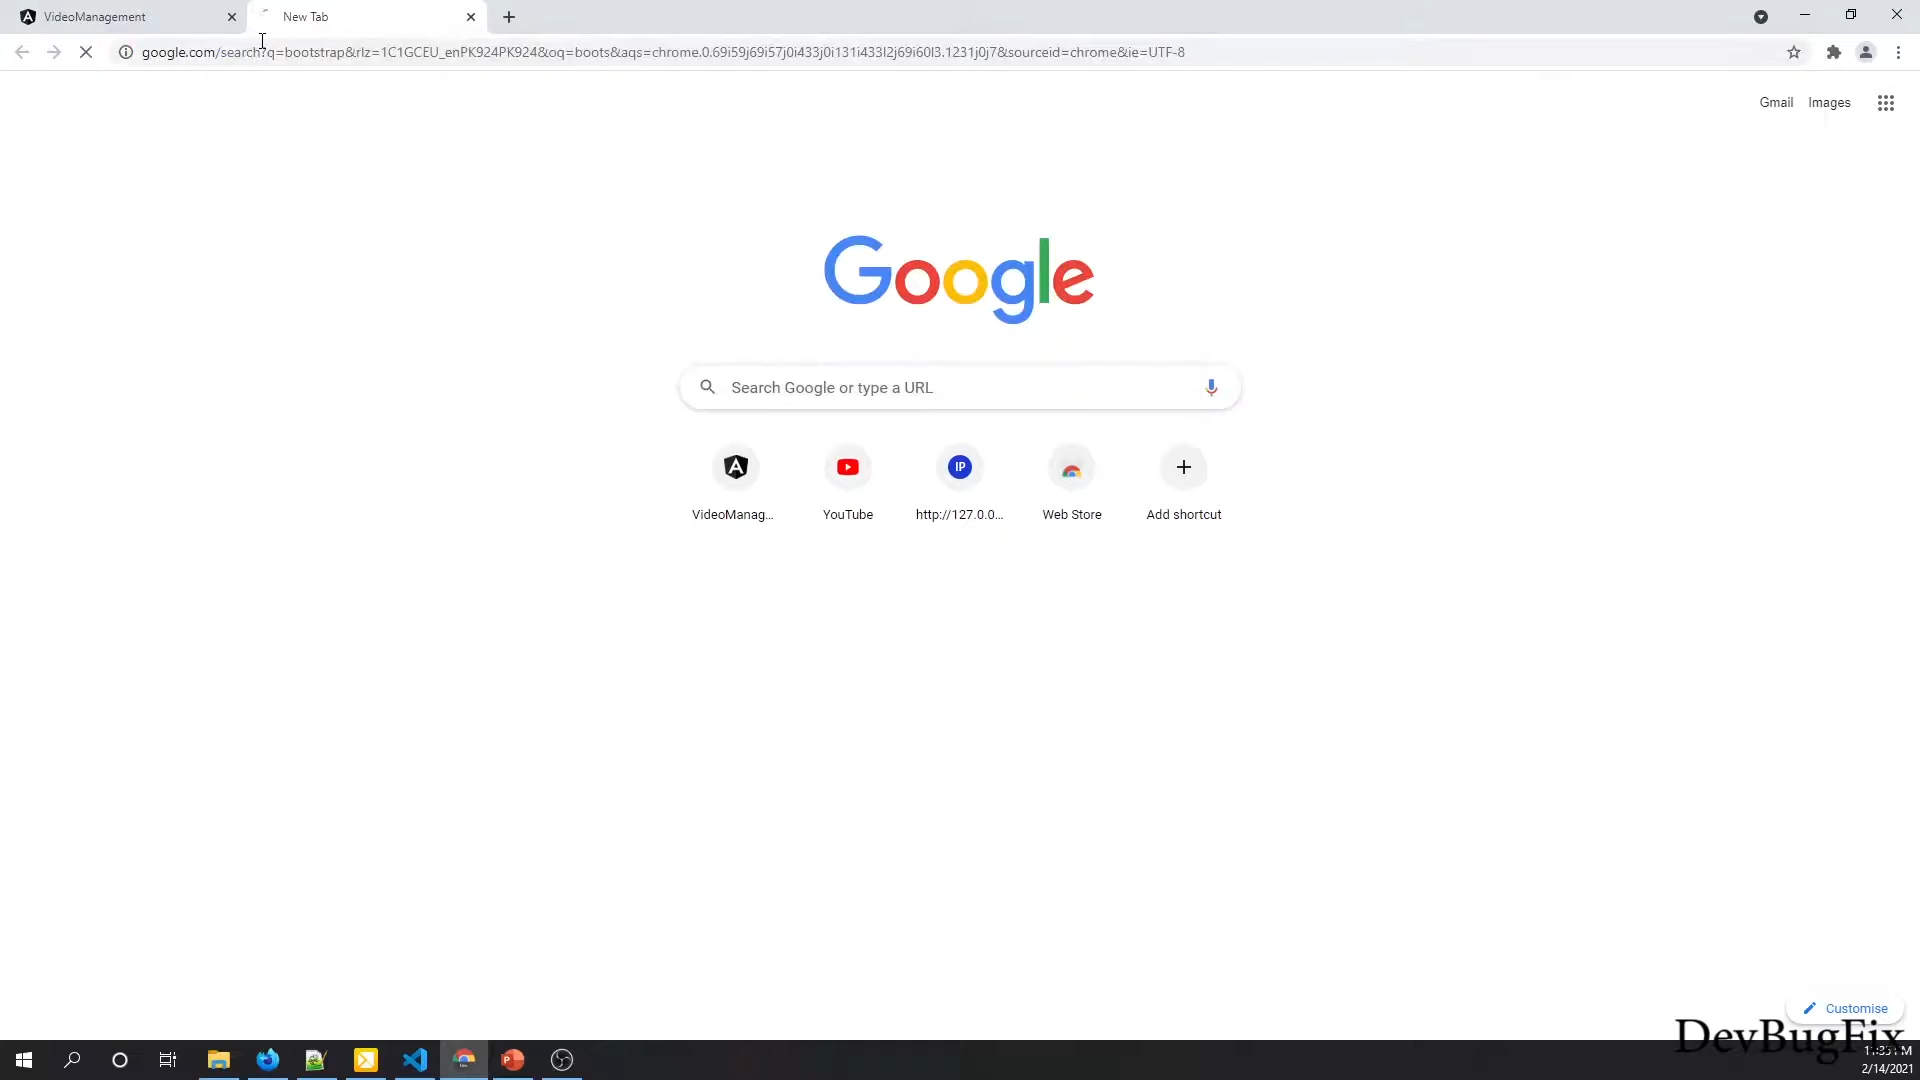 VideoManagement
New Tab
google.com/search?q=bootstrap&rlz=1C1GCEU_enPK924PK924&oq=boots&aqs=chrome.0.69i59j69i57j0i433j0i131i433l2j69i60l3.1231j0j7&sourceid=chrome&ie=UTF-8
Gmail Images
Google
Search Google or type a URL
IP
VideoManag... YouTube http://127.0.0... Web Store Add shortcut
Customise
DevBugFix
2/14/2021